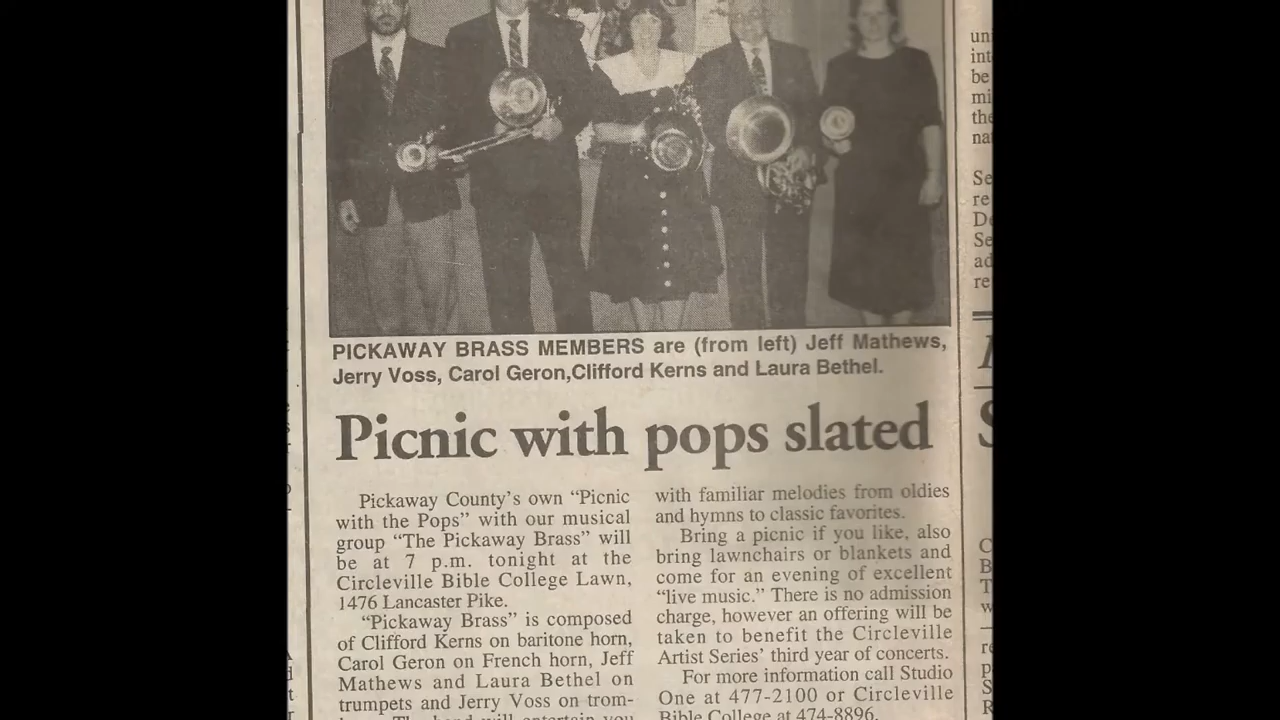 PICKAWAY BRASS MEMBERS are (from left) Jeff Mathews,
Jerry Voss, Carol Geron,Clifford Kerns and Laura Bethel.
Picnic with pops slated
Pickaway County's own “Picnic
with the Pops” with our musical
group “The Pickaway Brass” will
be at 7 p.m. tonight at the
Circleville Bible College Lawn,
1476 Lancaster Pike.
“Pickaway Brass” is composed
of Clifford Kerns on baritone horn,
Carol Geron on French horn, Jeff
Mathews and Laura Bethel on
trumpets and Jerry Voss on trom-
The band will entertain you
with familiar melodies from oldies
and hymns to classic favorites.
Bring a picnic if you like, also
bring lawnchairs or blankets and
come for an evening of excellent
“live music.” There is no admission
charge, however an offering will be
taken to benefit the Circleville
Artist Series' third year of concerts.
For more information call Studio
One at 477-2100 or Circleville
Bible College at 474-8896.